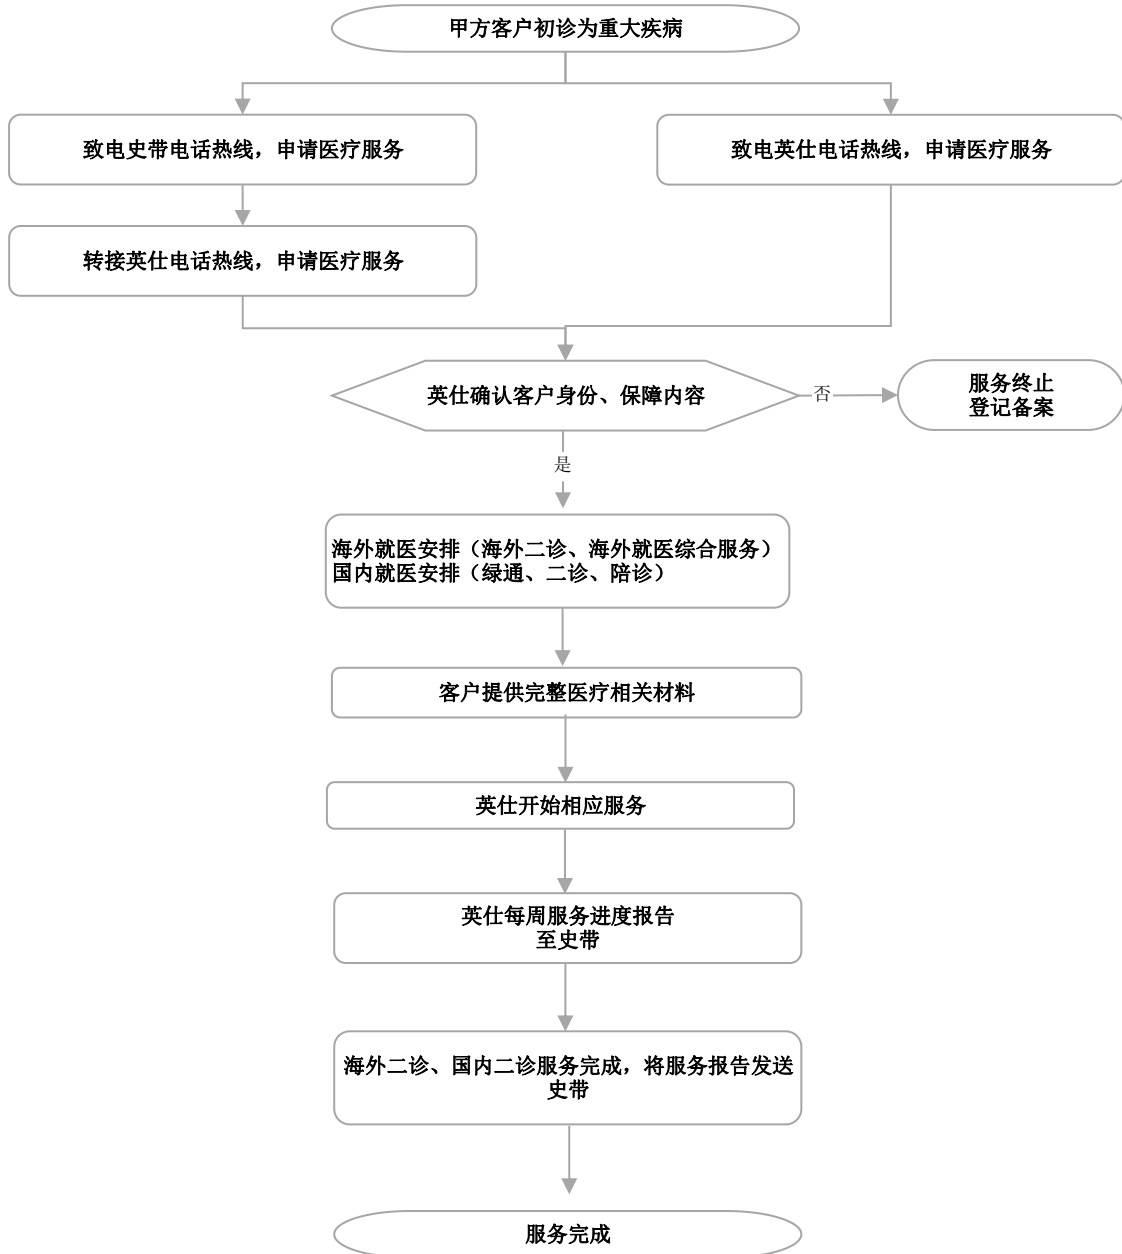 甲方客户初诊为重大疾病
致电史带电话热线，申请医疗服务
致电英仕电话热线，申请医疗服务
转接英仕电话热线，申请医疗服务
英仕确认客户身份、保障内容
否
服务终止
登记备案
是
海外就医安排（海外二诊、海外就医综合服务）
国内就医安排（绿通、二诊、陪诊）
客户提供完整医疗相关材料
英仕开始相应服务
英仕每周服务进度报告
至史带
海外二诊、国内二诊服务完成，将服务报告发送
史带
服务完成